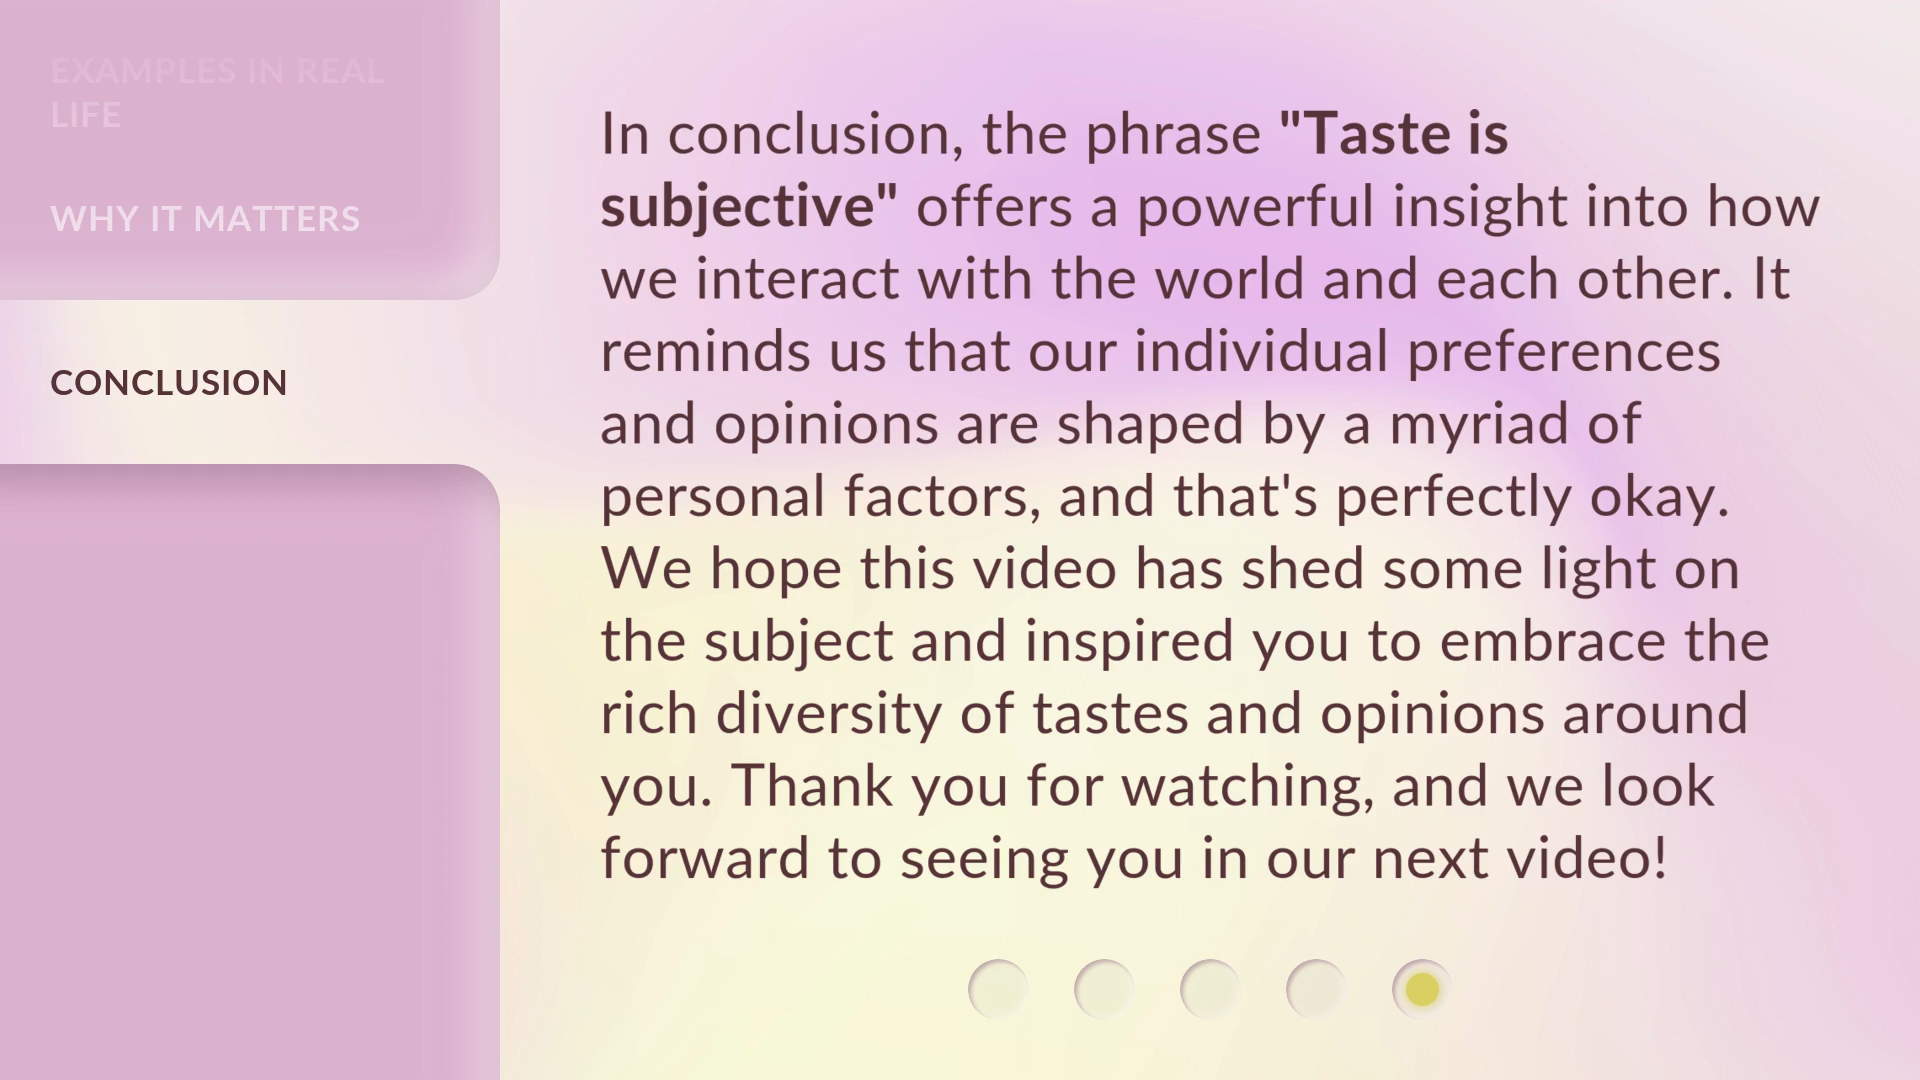 EXAMPLES IN REAL
LIFE
WHY IT MATTERS
CONCLUSION
In conclusion, the phrase "Taste is
subjective" offers a powerful insight into how
we interact with the world and each other. It
reminds us that our individual preferences
and opinions are shaped by a myriad of
personal factors, and that's perfectly okay.
We hope this video has shed some light on
the subject and inspired you to embrace the
rich diversity of tastes and opinions around
you. Thank you for watching, and we look
forward to seeing you in our next video!